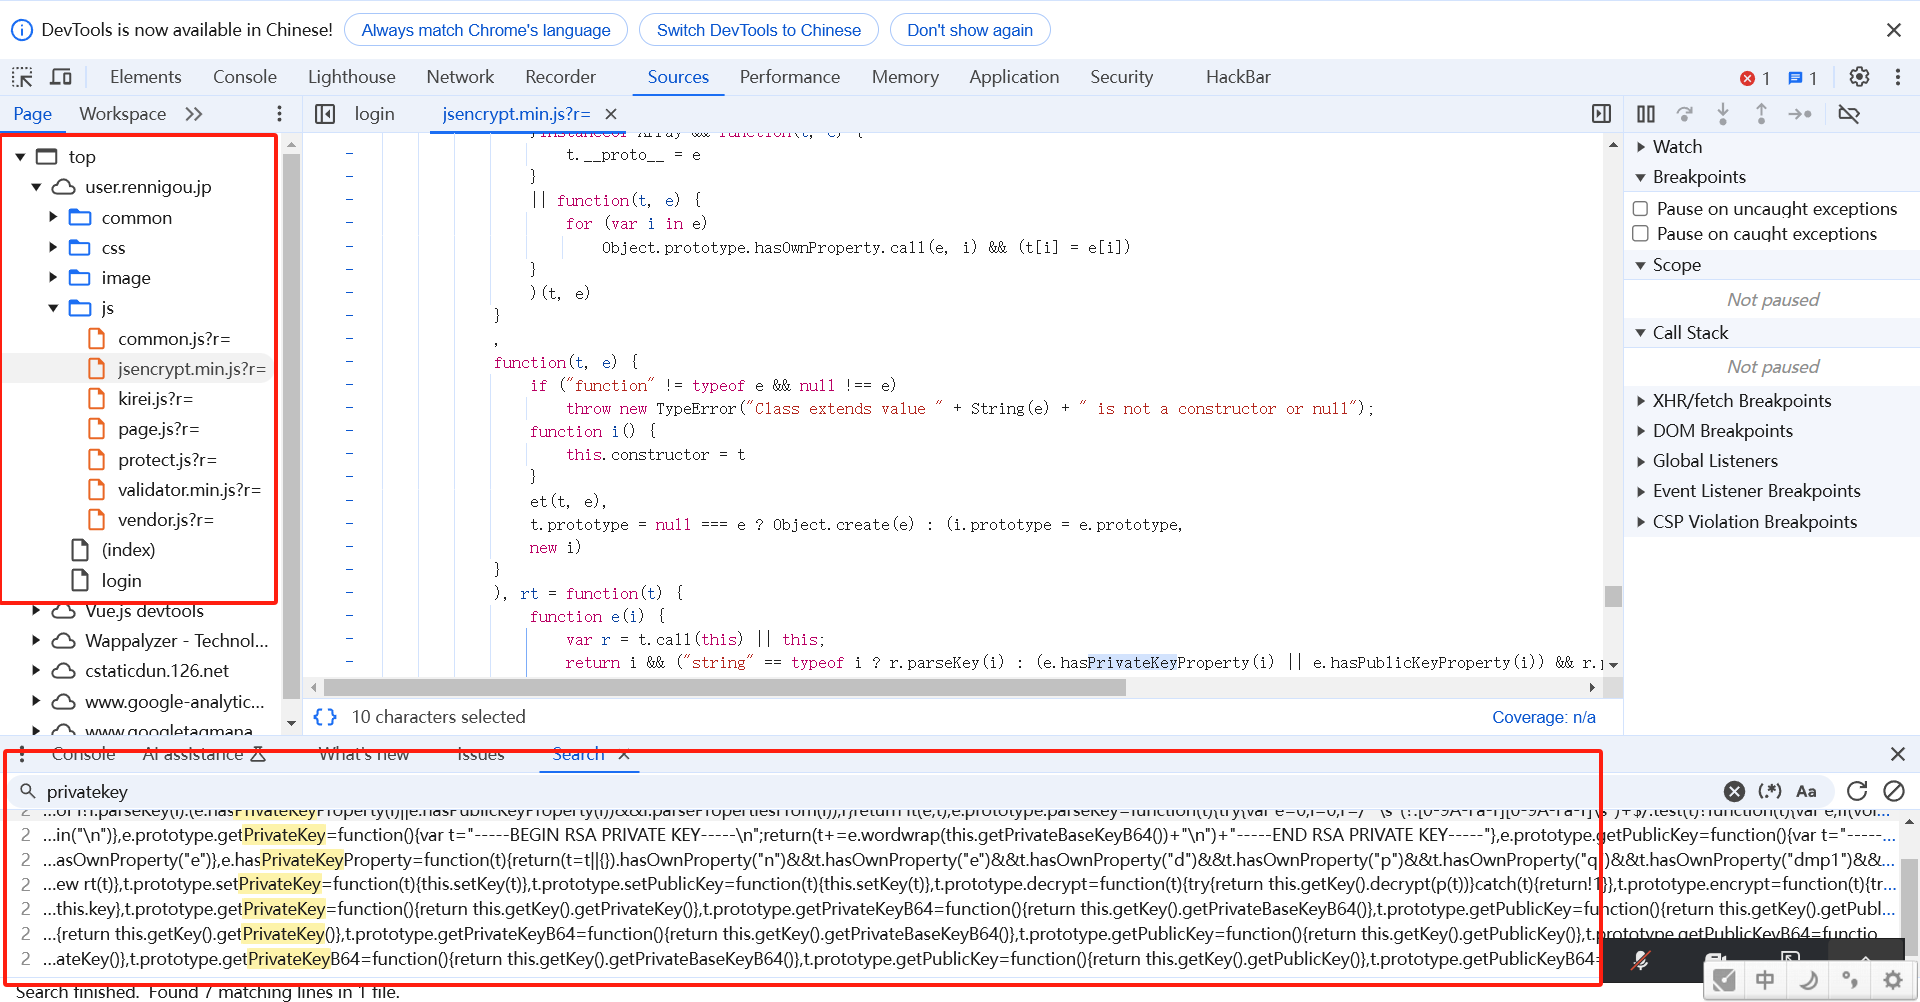 DevTools is now available in Chinese! Always match Chrome's language Switch DevTools to Chinese Don't show again
Elements Console Lighthouse Network Recorder Sources Performance Memory Application Security HackBar 1 1
Page Workspace login jsencrypt.min.js?r=
top
user.rennigou.jp
common
css
image
js
common.js?r=
jsencrypt.min.js?r=
kirei.js?r=
page.js?r=
protect.js?r=
validator.min.js?r=
vendor.js?r=
(index)
login
Vue.js devtools
Wappalyzer - Technol...
cstaticdun.126.net
www.google-analytic...
www.googletagmana
}instanceof Array && function(t, e) {
t.__proto__ = e
}
|| function(t, e) {
for (var i in e)
Object.prototype.hasOwnProperty.call(e, i) && (t[i] = e[i])
}
)(t, e)
}
,
function(t, e) {
if ("function" != typeof e && null !== e)
throw new TypeError("Class extends value " + String(e) + " is not a constructor or null");
function i() {
this.constructor = t
}
et(t, e),
t.prototype = null === e ? Object.create(e) : (i.prototype = e.prototype,
new i)
}
), rt = function(t) {
function e(i) {
var r = t.call(this) || this;
return i && ("string" == typeof i ? r.parseKey(i) : (e.hasPrivateKeyProperty(i) || e.hasPublicKeyProperty(i)) && r.
{} 10 characters selected Coverage: n/a
Watch
Breakpoints
Pause on uncaught exceptions
Pause on caught exceptions
Scope
Not paused
Call Stack
Not paused
XHR/fetch Breakpoints
DOM Breakpoints
Global Listeners
Event Listener Breakpoints
CSP Violation Breakpoints
Console AI assistance What's new Issues Search
privatekey (.*) Aa
2 ...in("\n")},e.prototype.getPrivateKey=function(){var t="-----BEGIN RSA PRIVATE KEY-----\n";return(t+=e.wordwrap(this.getPrivateBaseKeyB64())+"\n")+"-----END RSA PRIVATE KEY-----"},e.prototype.getPublicKey=function(){var t="-----...
2 ...asOwnProperty("e")},e.hasPrivateKeyProperty=function(t){return(t=t||{}).hasOwnProperty("n")&&t.hasOwnProperty("e")&&t.hasOwnProperty("d")&&t.hasOwnProperty("p")&&t.hasOwnProperty("q")&&t.hasOwnProperty("dmp1")&&...
2 ...ew rt(t)},t.prototype.setPrivateKey=function(t){this.setKey(t)},t.prototype.setPublicKey=function(t){this.setKey(t)},t.prototype.decrypt=function(t){try{return this.getKey().decrypt(p(t))}catch(t){return!1}},t.prototype.encrypt=function(t){tr...
2 ...this.key},t.prototype.getPrivateKey=function(){return this.getKey().getPrivateKey()},t.prototype.getPrivateKeyB64=function(){return this.getKey().getPrivateBaseKeyB64()},t.prototype.getPublicKey=function(){return this.getKey().getPubl...
2 ...{return this.getKey().getPrivateKey()},t.prototype.getPrivateKeyB64=function(){return this.getKey().getPrivateBaseKeyB64()},t.prototype.getPublicKey=function(){return this.getKey().getPublicKey()},t.prototype.getPublicKeyB64=functio...
2 ...ateKey()},t.prototype.getPrivateKeyB64=function(){return this.getKey().getPrivateBaseKeyB64()},t.prototype.getPublicKey=function(){return this.getKey().getPublicKey()},t.prototype.getPublicKeyB64=
Search finished. Found 7 matching lines in 1 file.
中